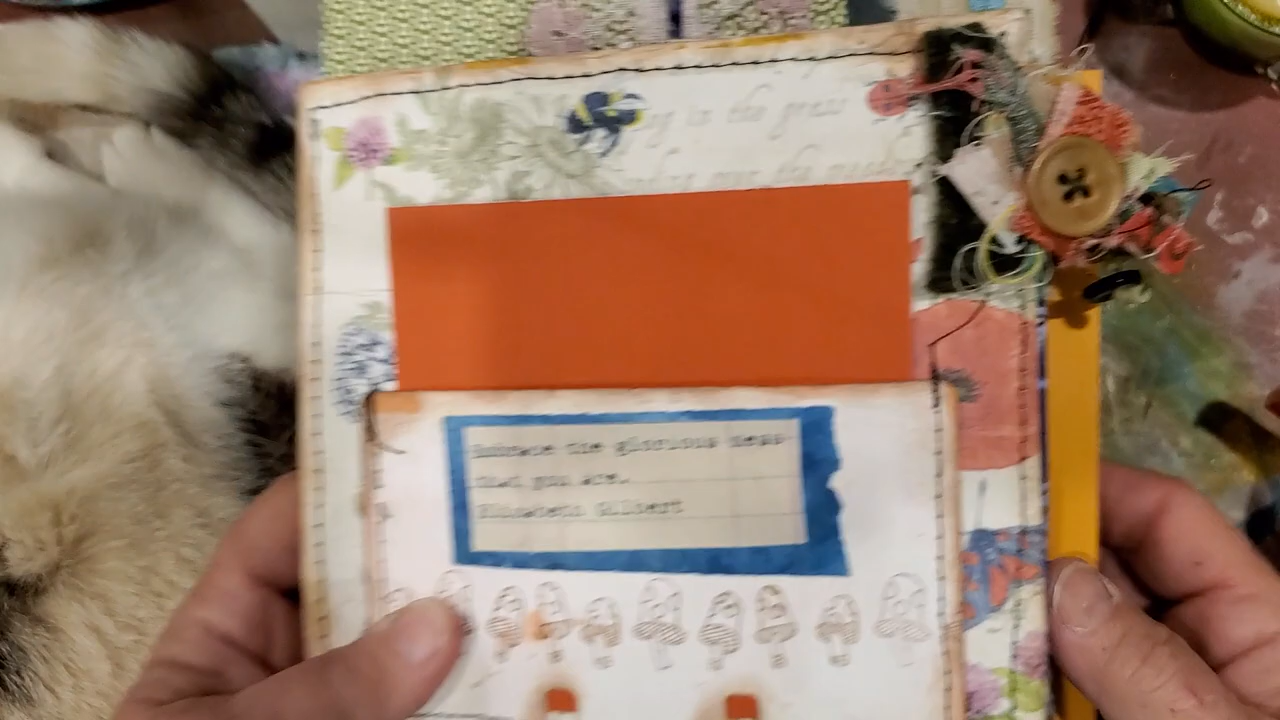 in the grass
Embrace the glorious mess
that you are.
Elizabeth Gilbert